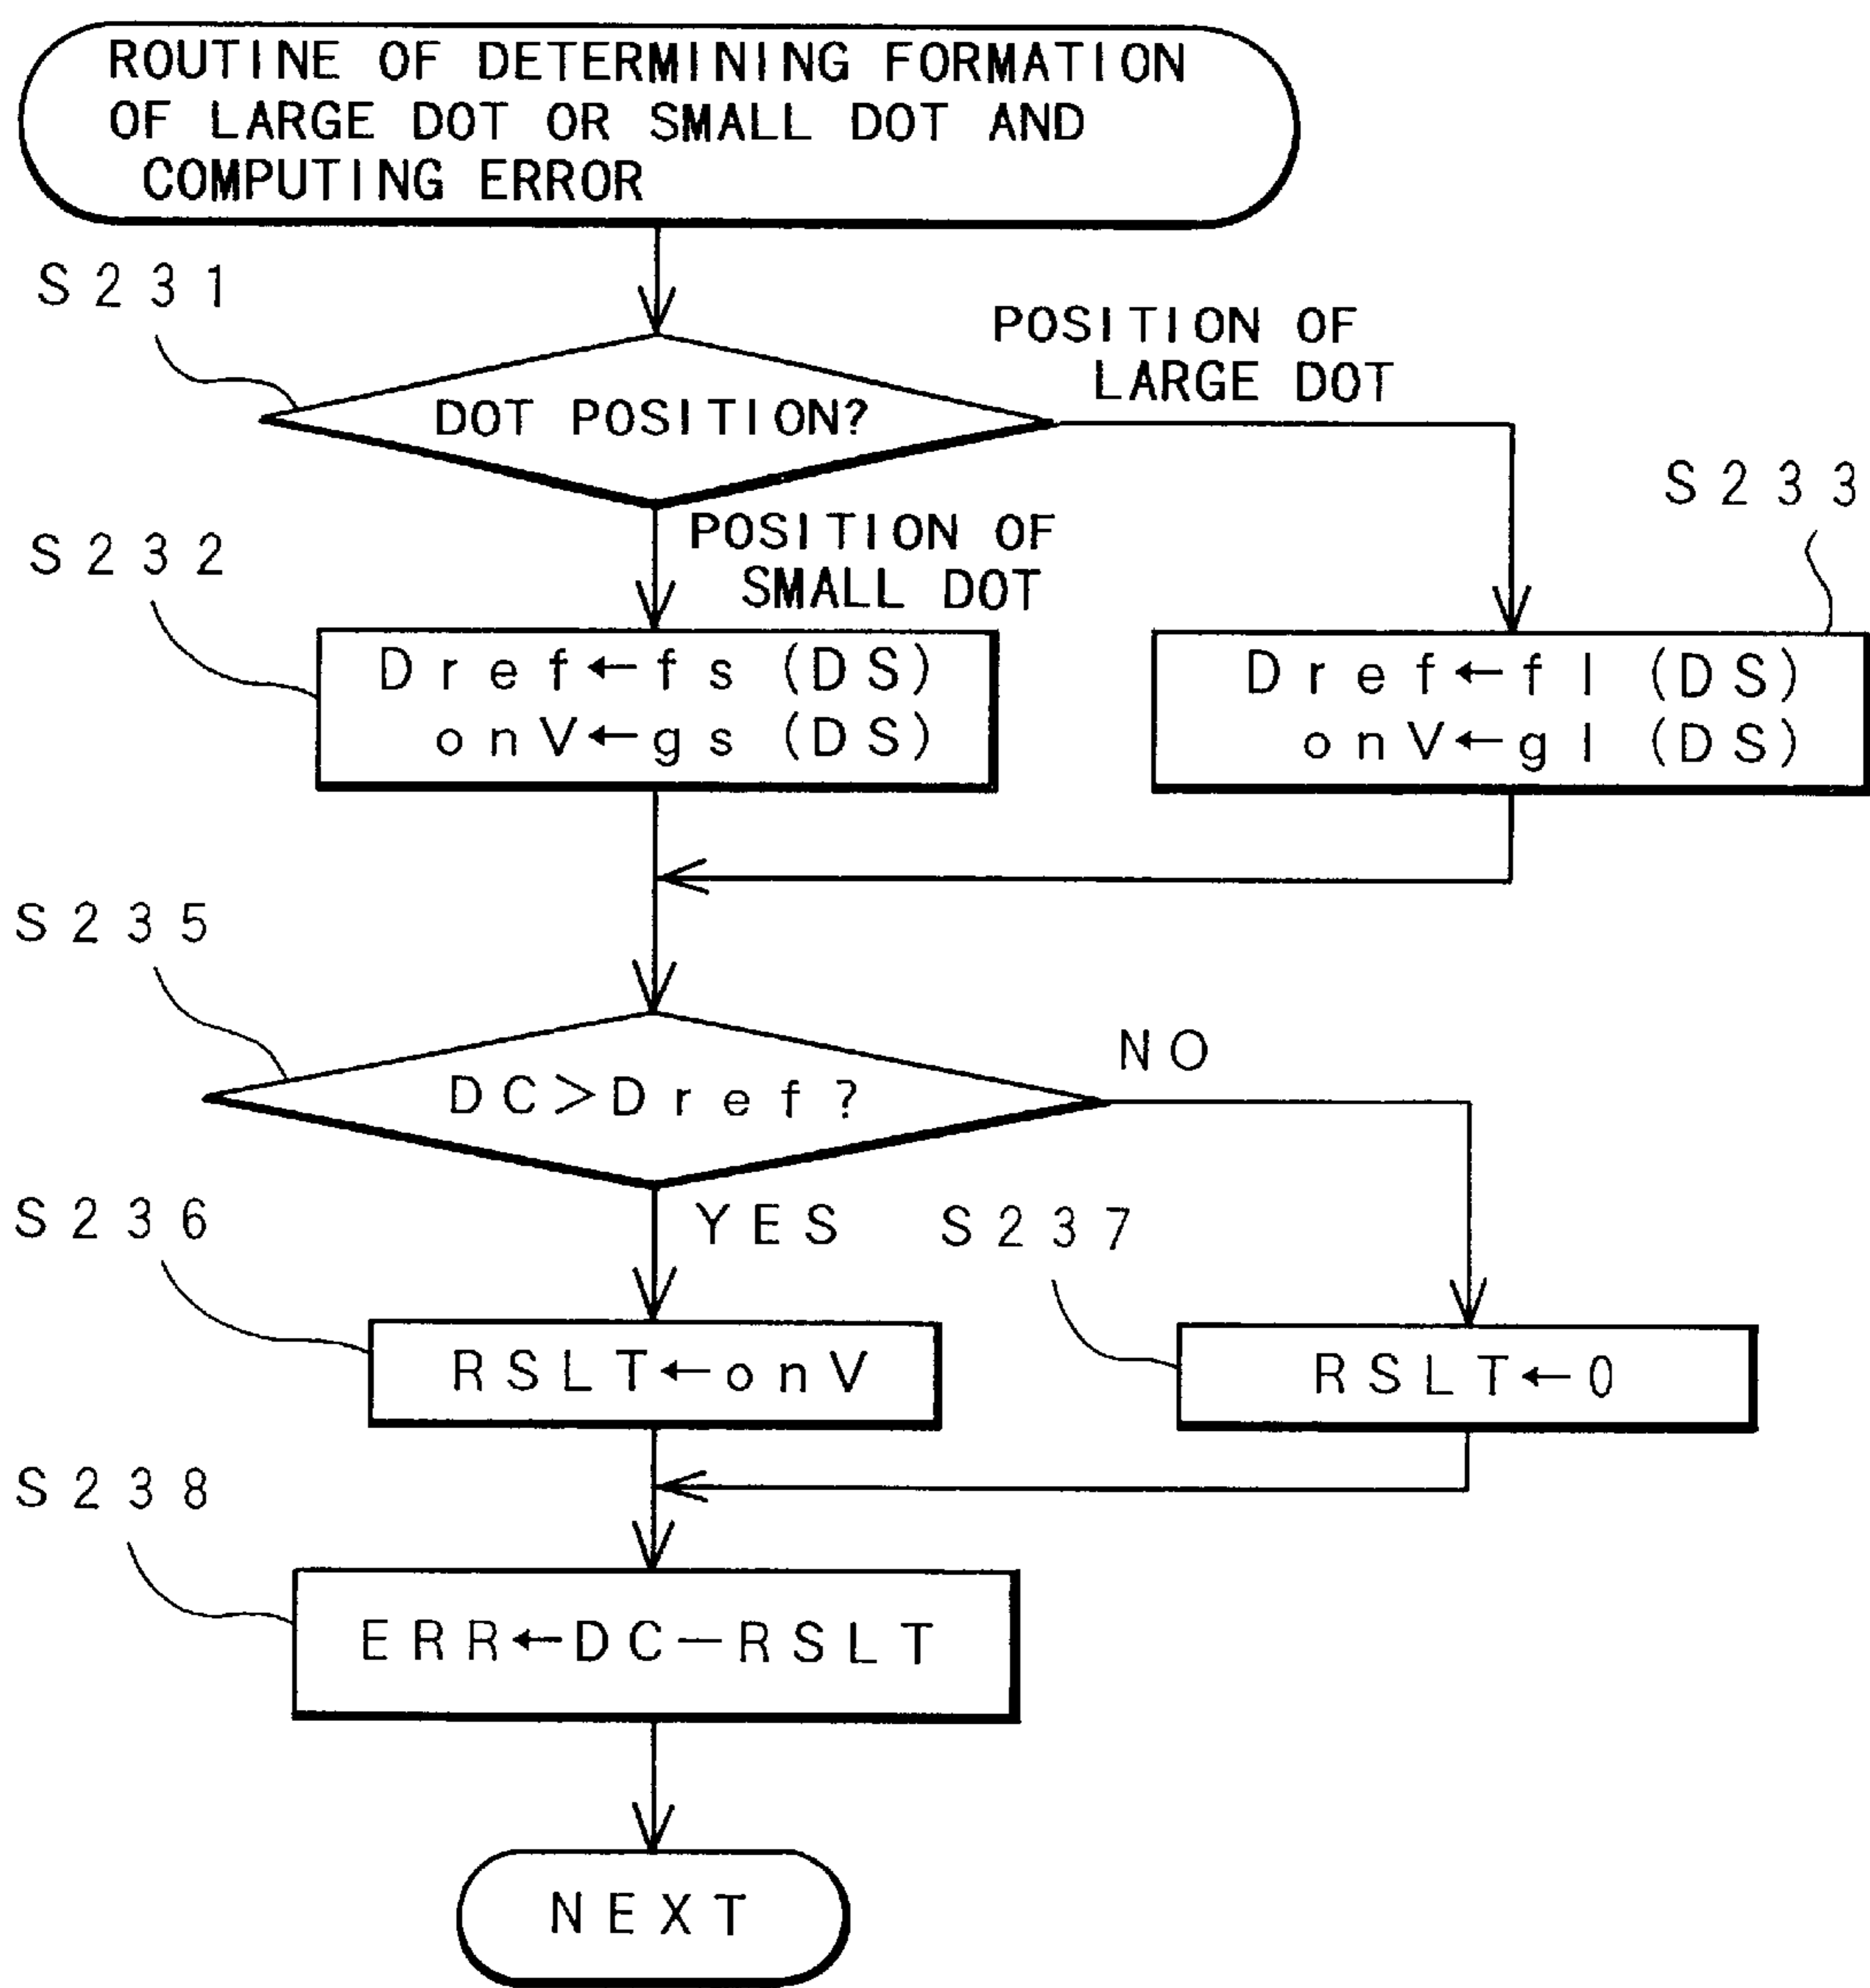 ROUTINE OF DETERMINING FORMATION
OF LARGE DOT OR SMALL DOT AND
COMPUTING ERROR
S231
POSITION OF
LARGE DOT
DOT POSITION?
S233
POSITION OF
SMALL DOT
S232
Dref←fs (DS)
onV←gs (DS)
Dref←fl (DS)
onV←gl (DS)
S235
NO
DC>Dref?
S236
YES
S237
RSLT←onV
RSLT←0
S238
ERR←DC—RSLT
NEXT